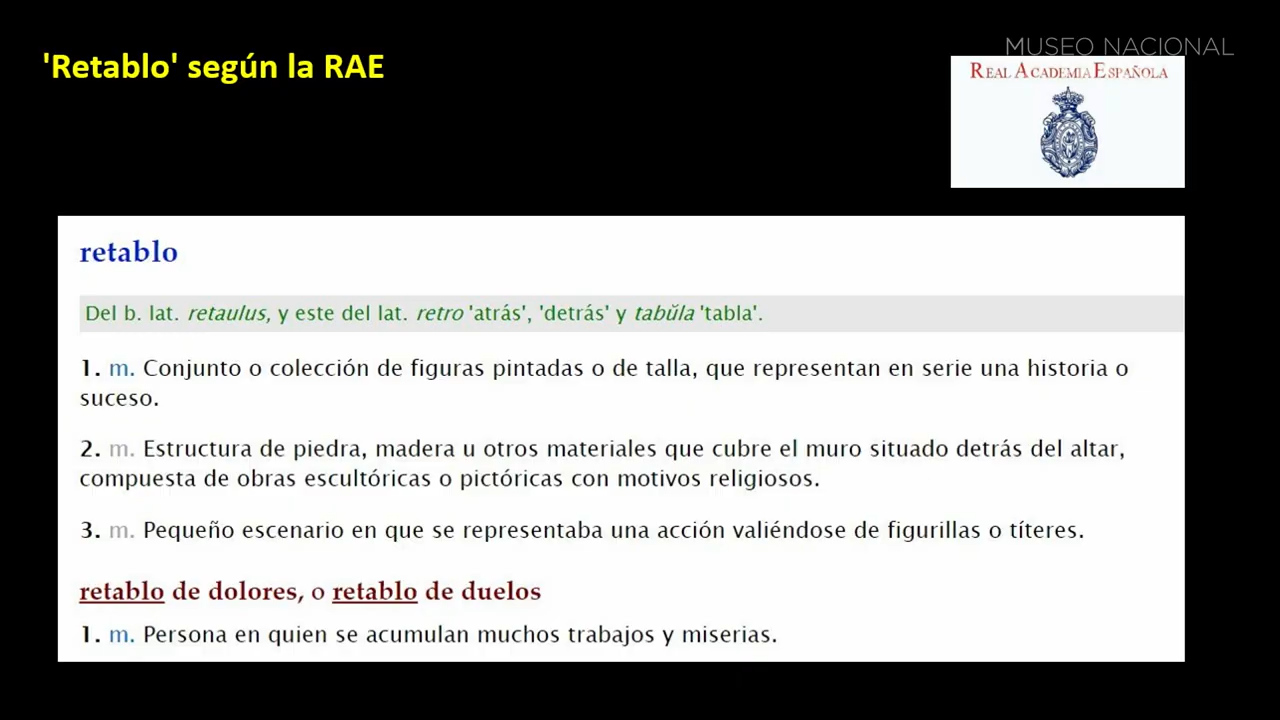 'Retablo' según la RAE
MUSEO NACIONAL
REAL ACADEMIA ESPAÑOLA
retablo
Del b. lat. retaulus, y este del lat. retro 'atrás', 'detrás' y tabŭla 'tabla'.
1. m. Conjunto o colección de figuras pintadas o de talla, que representan en serie una historia o
suceso.
2. m. Estructura de piedra, madera u otros materiales que cubre el muro situado detrás del altar,
compuesta de obras escultóricas o pictóricas con motivos religiosos.
3. m. Pequeño escenario en que se representaba una acción valiéndose de figurillas o títeres.
retablo de dolores, o retablo de duelos
1. m. Persona en quien se acumulan muchos trabajos y miserias.